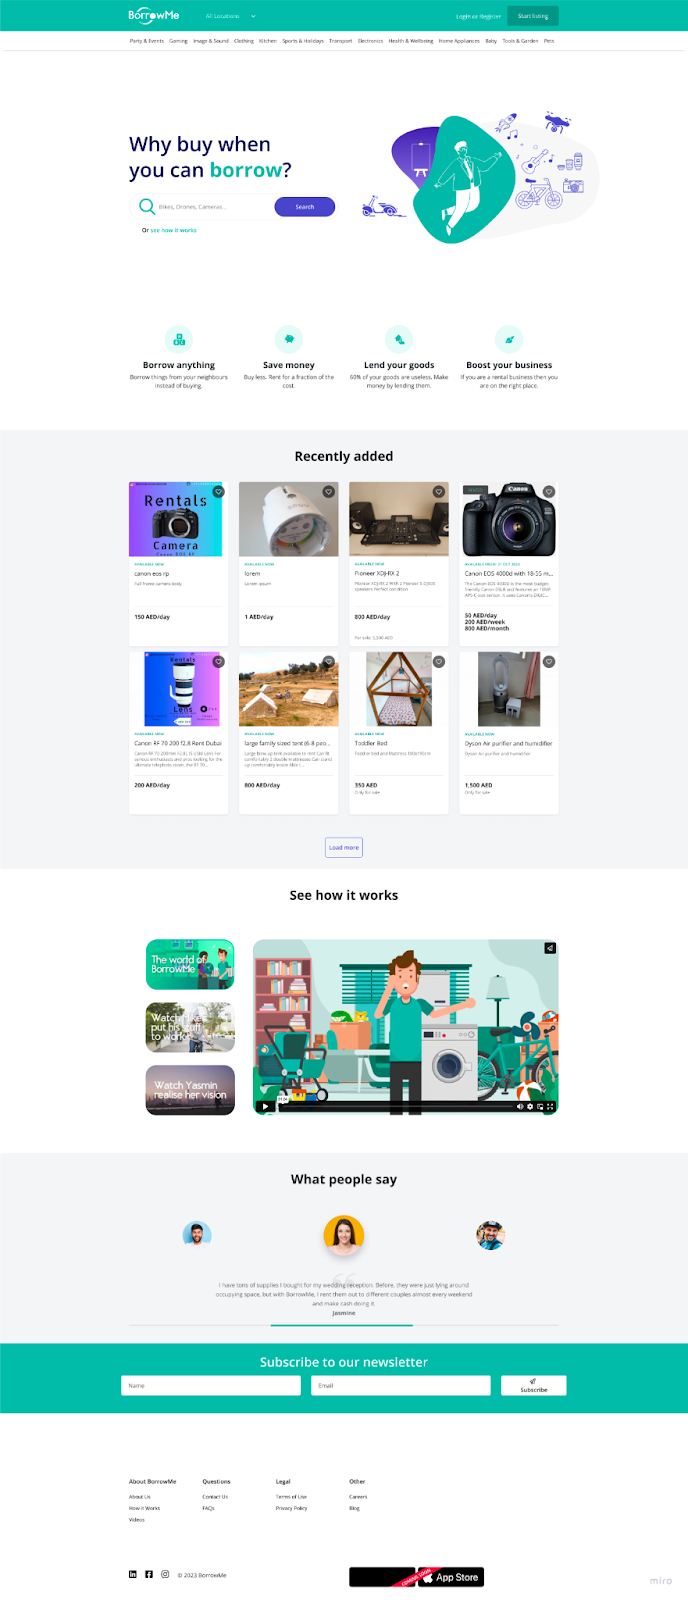 BorrowMe
All Locations
Login or Register
Start listing
Party & Events Gaming Image & Sound Clothing Kitchen Sports & Holidays Transport Electronics Health & Wellbeing Home Appliances Baby Tools & Garden Pets
Why buy when
you can borrow?
Bikes, Drones, Cameras...
Search
Or see how it works
Borrow anything
Borrow things from your neighbours
instead of buying.
Save money
Buy less. Rent for a fraction of the
cost.
Lend your goods
60% of your goods are useless. Make
money by lending them.
Boost your business
If you are a rental business then you
are on the right place.
Recently added
Rentals
Camera
Canon EOS RP
AVAILABLE NOW
canon eos rp
Full frame camera body
150 AED/day
AVAILABLE NOW
lorem
Lorem ipsum
1 AED/day
AVAILABLE NOW
Pioneer XDJ-RX 2
Pioneer XDJ-RX 2 With 2 Pioneer S-DJ50X
speakers Perfect condition
800 AED/day
For sale: 5,500 AED
Canon
AVAILABLE FROM 21 OCT 2023
Canon EOS 4000d with 18-55 m...
The Canon EOS 4000D is the most budget-
friendly Canon DSLR and features an 18MP
APS-C size sensor. It uses Canon's DIGIC...
50 AED/day
200 AED/week
800 AED/month
Rentals
Lens
AVAILABLE NOW
Canon RF 70 200 f2.8 Rent Dubai
Canon RF 70-200mm F2.8L IS USM Lens For
serious enthusiasts and pros looking for the
ultimate telephoto zoom, the RF 70...
200 AED/day
AVAILABLE NOW
large family sized tent (6-8 peo...
Large blow up tent available to rent Can fit
comfortably 2 double mattresses Can stand
up comfortably inside Nike t...
800 AED/day
AVAILABLE NOW
Toddler Bed
Toddler bed and mattress 190x90cm
350 AED
Only for sale
AVAILABLE NOW
Dyson Air purifier and humidifier
Dyson Air purifier and humidifier
1,500 AED
Only for sale
Load more
See how it works
The world of
BorrowMe
Watch Mike
put his stuff
to work
Watch Yasmin
realise her vision
What people say
I have tons of supplies I bought for my wedding reception. Before, they were just lying around
occupying space, but with BorrowMe, I rent them out to different couples almost every weekend
and make cash doing it.
Jasmine
Subscribe to our newsletter
Name
Email
Subscribe
About BorrowMe
About Us
How it Works
Videos
Questions
Contact Us
FAQs
Legal
Terms of Use
Privacy Policy
Other
Careers
Blog
© 2023 BorrowMe
COMING SOON
App Store
miro